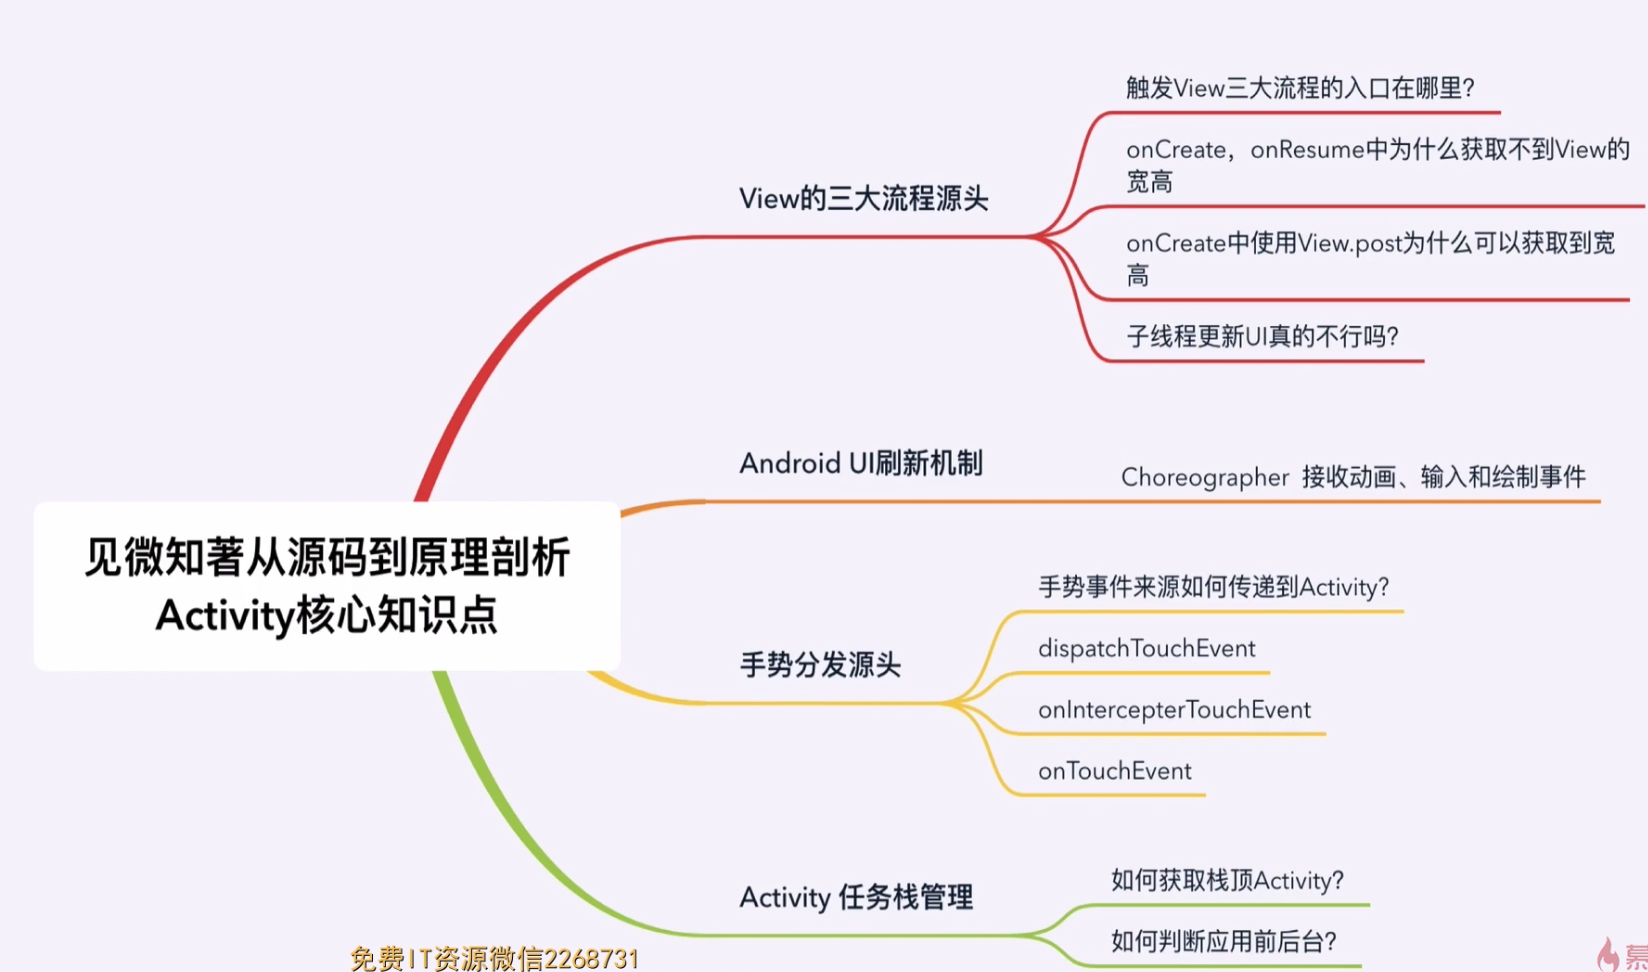 触发View三大流程的入口在哪里?
onCreate，onResume中为什么获取不到View的
宽高
View的三大流程源头
onCreate中使用View.post为什么可以获取到宽
高
子线程更新UI真的不行吗?
Android UI刷新机制
Choreographer 接收动画、输入和绘制事件
见微知著从源码到原理剖析
Activity核心知识点
手势事件来源如何传递到Activity?
dispatchTouchEvent
手势分发源头
onIntercepterTouchEvent
onTouchEvent
如何获取栈顶Activity?
Activity 任务栈管理
如何判断应用前后台?
免费IT资源微信2268731
慕